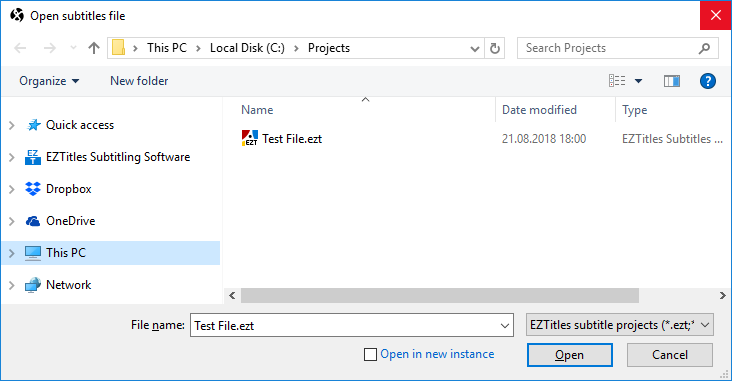 Open subtitles file
This PC > Local Disk (C:) > Projects
Search Projects
Organize
New folder
?
Name
Date modified
Type
Quick access
EZ
T
EZTitles Subtitling Software
Dropbox
OneDrive
This PC
Network
EZT
Test File.ezt
21.08.2018 18:00
EZTitles Subtitles ...
File name:
Test File.ezt
EZTitles subtitle projects (*.ezt;*
Open in new instance
Open
Cancel